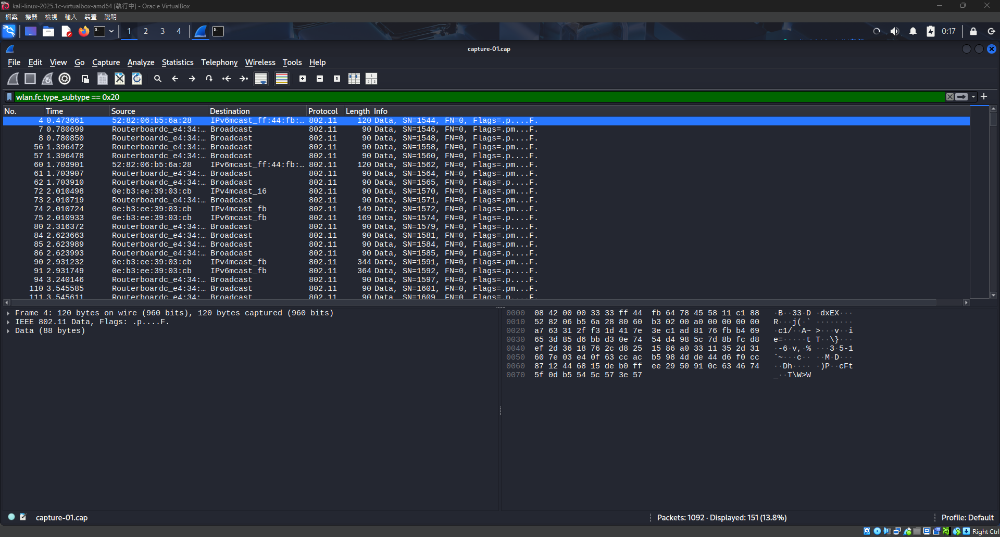 kali-linux-2025.1c-virtualbox-amd64 [執行中] - Oracle VirtualBox
檔案 機器 檢視 輸入 裝置 說明
1 2 3 4 0:17
capture-01.cap
File Edit View Go Capture Analyze Statistics Telephony Wireless Tools Help
wlan.fc.type_subtype == 0x20
No. Time Source Destination Protocol Length Info
4 0.473661 52:82:06:b5:6a:28 IPv6mcast_ff:44:fb:… 802.11 120 Data, SN=1544, FN=0, Flags=.p....F.
7 0.780699 Routerboardc_e4:34:… Broadcast 802.11 90 Data, SN=1546, FN=0, Flags=.pm...F.
8 0.780850 Routerboardc_e4:34:… Broadcast 802.11 90 Data, SN=1548, FN=0, Flags=.p....F.
56 1.396472 Routerboardc_e4:34:… Broadcast 802.11 90 Data, SN=1558, FN=0, Flags=.pm...F.
57 1.396478 Routerboardc_e4:34:… Broadcast 802.11 90 Data, SN=1560, FN=0, Flags=.p....F.
60 1.703901 52:82:06:b5:6a:28 IPv6mcast_ff:44:fb:… 802.11 120 Data, SN=1562, FN=0, Flags=.pm...F.
61 1.703907 Routerboardc_e4:34:… Broadcast 802.11 90 Data, SN=1564, FN=0, Flags=.pm...F.
62 1.703910 Routerboardc_e4:34:… Broadcast 802.11 90 Data, SN=1565, FN=0, Flags=.p....F.
72 2.010498 0e:b3:ee:39:03:cb IPv4mcast_16 802.11 90 Data, SN=1570, FN=0, Flags=.pm...F.
73 2.010719 Routerboardc_e4:34:… Broadcast 802.11 90 Data, SN=1571, FN=0, Flags=.pm...F.
74 2.010724 0e:b3:ee:39:03:cb IPv4mcast_fb 802.11 149 Data, SN=1572, FN=0, Flags=.pm...F.
75 2.010933 0e:b3:ee:39:03:cb IPv6mcast_fb 802.11 169 Data, SN=1574, FN=0, Flags=.p....F.
80 2.316372 Routerboardc_e4:34:… Broadcast 802.11 90 Data, SN=1579, FN=0, Flags=.p....F.
84 2.623663 Routerboardc_e4:34:… Broadcast 802.11 90 Data, SN=1581, FN=0, Flags=.pm...F.
85 2.623989 Routerboardc_e4:34:… Broadcast 802.11 90 Data, SN=1584, FN=0, Flags=.pm...F.
86 2.623993 Routerboardc_e4:34:… Broadcast 802.11 90 Data, SN=1585, FN=0, Flags=.p....F.
90 2.931232 0e:b3:ee:39:03:cb IPv4mcast_fb 802.11 344 Data, SN=1591, FN=0, Flags=.pm...F.
91 2.931749 0e:b3:ee:39:03:cb IPv6mcast_fb 802.11 364 Data, SN=1592, FN=0, Flags=.p....F.
94 3.240146 Routerboardc_e4:34:… Broadcast 802.11 90 Data, SN=1597, FN=0, Flags=.p....F.
110 3.545585 Routerboardc_e4:34:… Broadcast 802.11 90 Data, SN=1601, FN=0, Flags=.pm...F.
111 3.545611 Routerboardc_e4:34: Broadcast 802.11 90 Data, SN=1609, FN=0, Flags=.p....F.
Frame 4: 120 bytes on wire (960 bits), 120 bytes captured (960 bits)
IEEE 802.11 Data, Flags: .p....F.
Data (88 bytes)
0000 08 42 00 00 33 33 ff 44 fb 64 78 45 58 11 c1 88 ·B··33·D ·dxEX···
0010 52 82 06 b5 6a 28 80 60 b3 02 00 a0 00 00 00 00 R···j(·` ········
0020 a7 63 31 2f f3 1d 41 7e 3e c1 ad 81 76 fb b4 69 ·c1/··A~ >···v··i
0030 65 3d 85 d6 bb d3 0e 74 54 d4 98 5c 7d 8b fc d8 e=·····t T··\}···
0040 ef 2d 36 18 76 2c d8 25 15 86 a0 33 11 35 2d 31 ·-6·v,·% ···3·5-1
0050 60 7e 03 e4 0f 63 cc ac b5 98 4d de 44 d6 f0 cc `~···c·· ··M·D···
0060 87 12 44 68 15 de b0 ff ee 29 50 91 0c 63 46 74 ··Dh···· ·)P··cFt
0070 5f 0d b5 54 5c 57 3e 57 _··T\W>W
capture-01.cap
Packets: 1092 · Displayed: 151 (13.8%)
Profile: Default
Right Ctrl